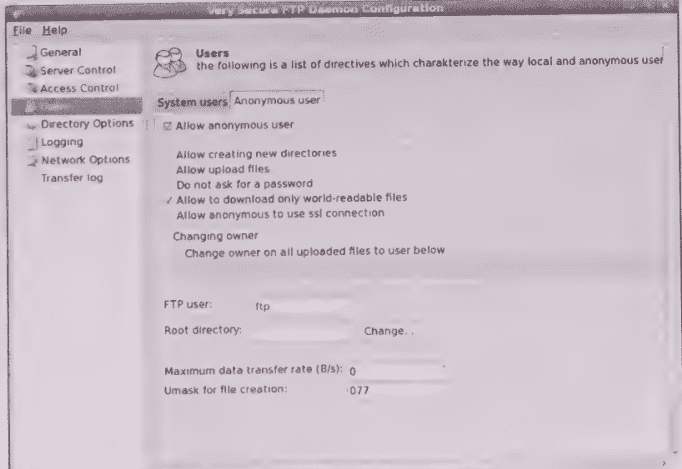 Very Secure FTP Daemon Configuration
File Help
General
Server Control
Access Control
Directory Options
Logging
Network Options
Transfer log
Users
the following is a list of directives which charakterize the way local and anonymous user
System users Anonymous user
Allow anonymous user
Allow creating new directories
Allow upload files
Do not ask for a password
✓ Allow to download only world-readable files
Allow anonymous to use ssl connection
Changing owner
Change owner on all uploaded files to user below
FTP user: ftp
Root directory: Change. .
Maximum data transfer rate (B/s): 0
Umask for file creation: 077